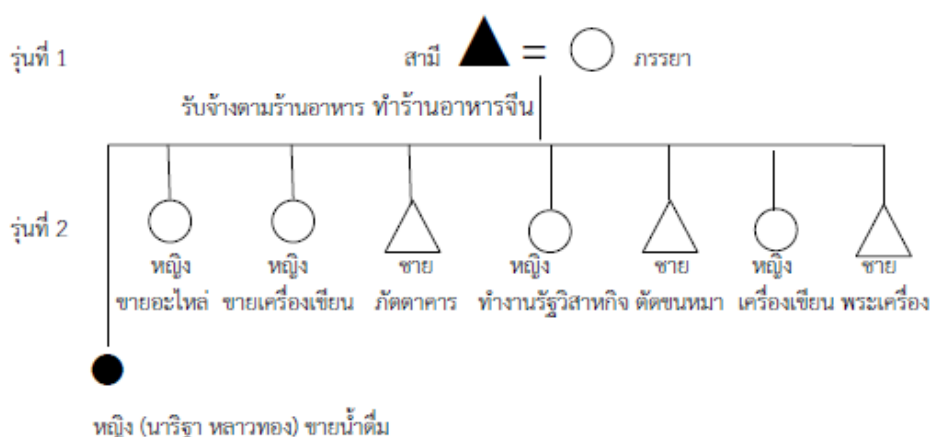 รุ่นที่ 1 สามี = ภรรยา
รับจ้างตามร้านอาหาร ทำร้านอาหารจีน
รุ่นที่ 2
หญิง หญิง ชาย หญิง ชาย หญิง ชาย
ขายอะไหล่ ขายเครื่องเขียน ภัตตาคาร ทำงานรัฐวิสาหกิจ ตัดขนหมา เครื่องเขียน พระเครื่อง
หญิง (นาริฐา หลาวทอง) ขายน้ำดื่ม